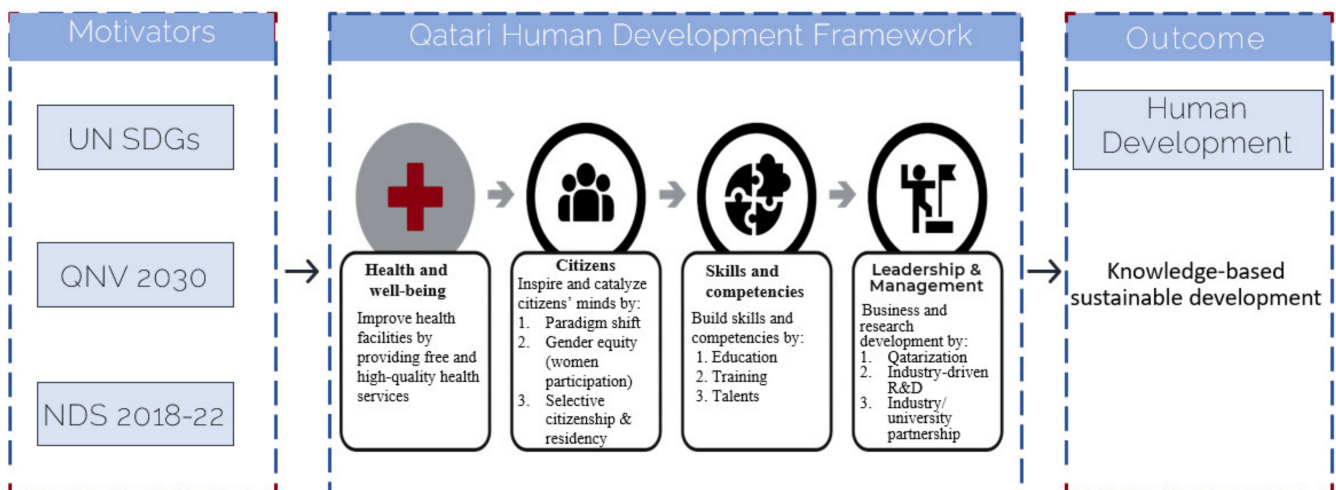 Motivators
UN SDGs
QNV 2030
NDS 2018-22
Qatari Human Development Framework
Health and
well-being
Improve health
facilities by
providing free and
high-quality health
services
Citizens
Inspire and catalyze
citizens’ minds by:
1. Paradigm shift
2. Gender equity
(women
participation)
3. Selective
citizenship &
residency
Skills and
competencies
Build skills and
competencies by:
1. Education
2. Training
3. Talents
Leadership &
Management
Business and
research
development by:
1. Qatarization
2. Industry-driven
R&D
3. Industry/
university
partnership
Outcome
Human
Development
Knowledge-based
sustainable development